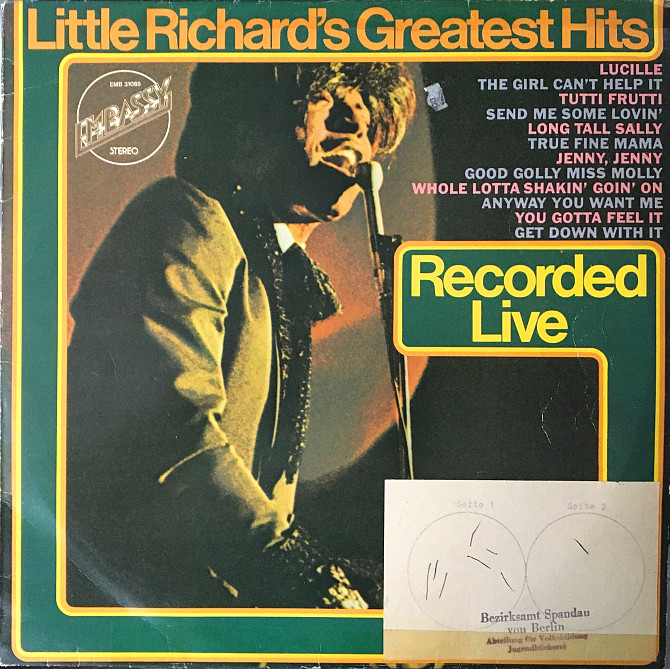 Little Richard's Greatest Hits
EMB 31065
EMBASSY
STEREO
LUCILLE
THE GIRL CAN'T HELP IT
TUTTI FRUTTI
SEND ME SOME LOVIN'
LONG TALL SALLY
TRUE FINE MAMA
JENNY, JENNY
GOOD GOLLY MISS MOLLY
WHOLE LOTTA SHAKIN' GOIN' ON
ANYWAY YOU WANT ME
YOU GOTTA FEEL IT
GET DOWN WITH IT
Recorded
Live
Seite 1
Seite 2
Bezirksamt Spandau
von Berlin
Abteilung für Volksbildung
Jugendbücherei